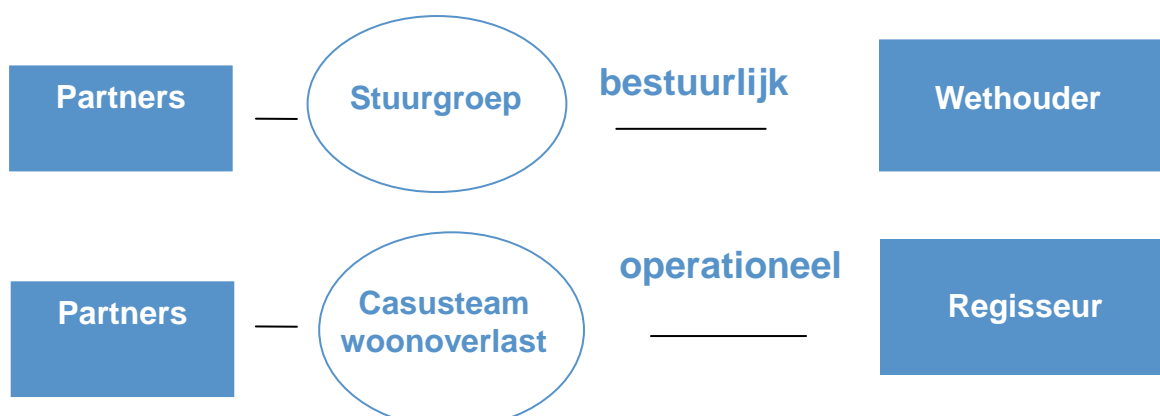 Partners
Stuurgroep
bestuurlijk
Wethouder
Partners
Casusteam
woonoverlast
operationeel
Regisseur